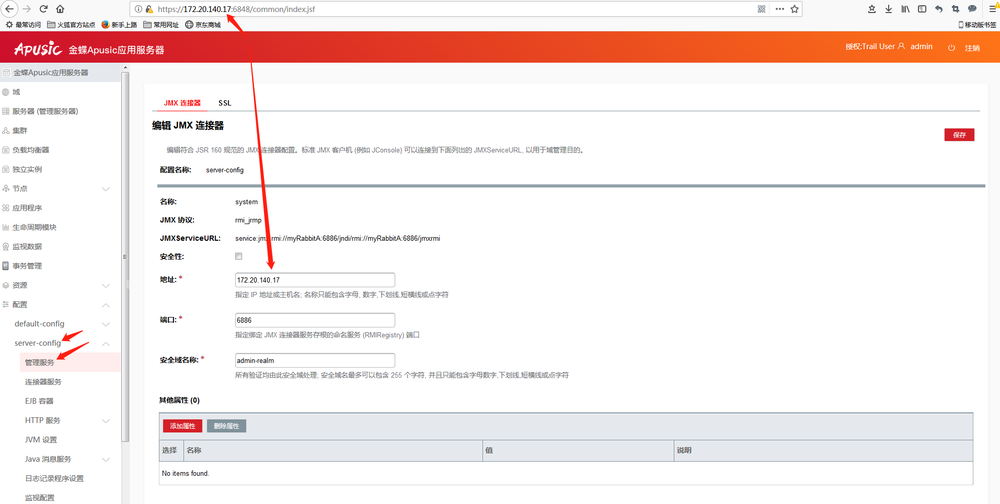 https://172.20.140.17:6848/common/index.jsf
最常访问 火狐官方站点 新手上路 常用网址 京东商城 移动版书签
Apusic 金蝶Apusic应用服务器 授权:Trail User admin 注销
金蝶Apusic应用服务器
域
服务器 (管理服务器)
集群
负载均衡器
独立实例
节点
应用程序
生命周期模块
监视数据
事务管理
资源
配置
default-config
server-config
管理服务
连接器服务
EJB 容器
HTTP 服务
JVM 设置
Java 消息服务
日志记录程序设置
监视配置
JMX 连接器 SSL
编辑 JMX 连接器
保存
编辑符合 JSR 160 规范的 JMX 连接器配置。标准 JMX 客户机 (例如 JConsole) 可以连接到下面列出的 JMXServiceURL, 以用于域管理目的。
配置名称: server-config
名称: system
JMX 协议: rmi_jrmp
JMXServiceURL: service:jmx:rmi://myRabbitA:6886/jndi/rmi://myRabbitA:6886/jmxrmi
安全性:
地址: * 172.20.140.17
指定 IP 地址或主机名; 名称只能包含字母, 数字,下划线,短横线或点字符
端口: * 6886
指定绑定 JMX 连接器服务存根的命名服务 (RMIRegistry) 端口
安全域名称: * admin-realm
所有验证均由此安全域处理; 安全域名最多可以包含 255 个字符, 并且只能包含字母数字,下划线,短横线或点字符
其他属性 (0)
添加属性 删除属性
选择 名称 值 说明
No items found.